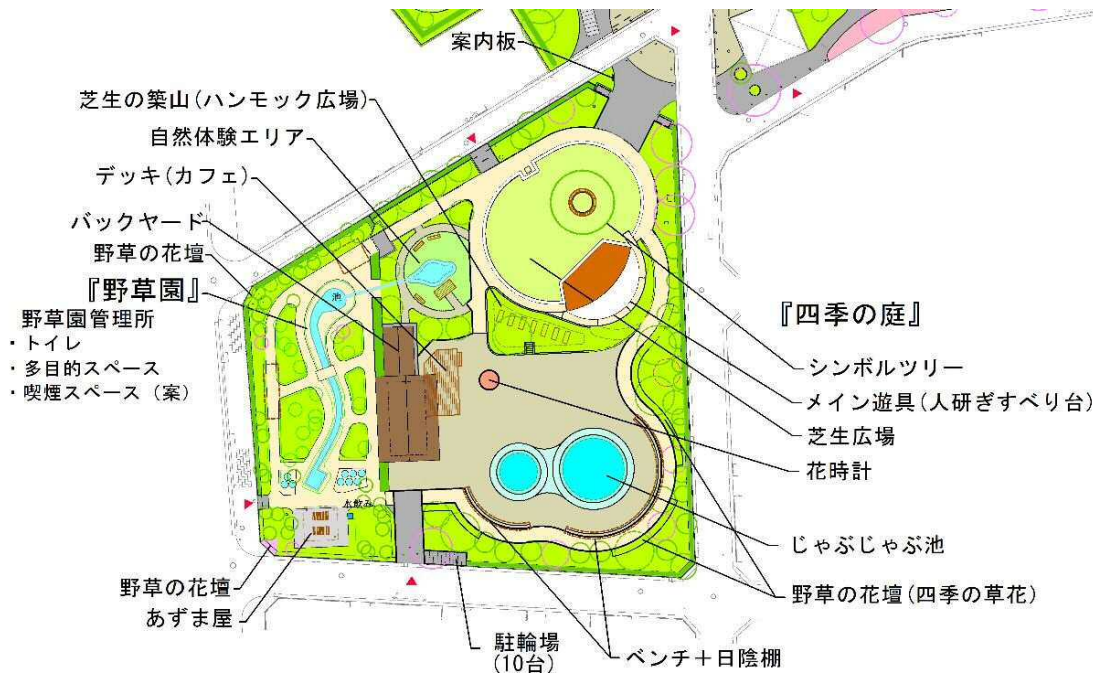 案内板
芝生の築山(ハンモック広場)
自然体験エリア
デッキ(カフェ)
バックヤード
野草の花壇
『野草園』
野草園管理所
・トイレ
・多目的スペース
・喫煙スペース（案）
池
水飲み
『四季の庭』
シンボルツリー
メイン遊具(人研ぎすべり台)
芝生広場
花時計
じゃぶじゃぶ池
野草の花壇(四季の草花)
野草の花壇
あずま屋
駐輪場
(10台)
ベンチ＋日陰棚